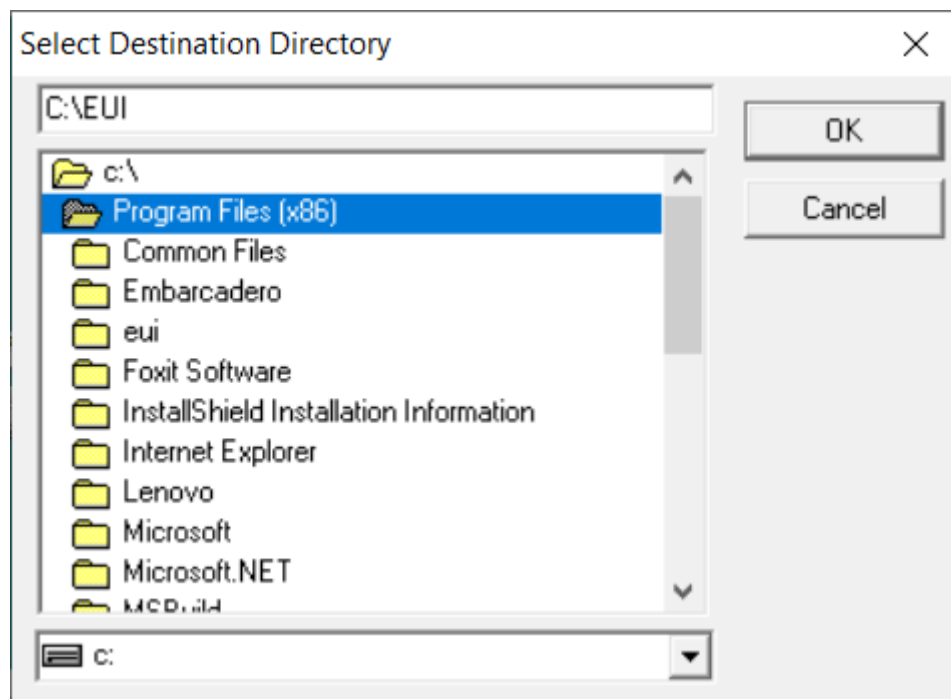 Select Destination Directory
C:\EUI
OK
c:\
Program Files (x86)
Cancel
Common Files
Embarcadero
eui
Foxit Software
InstallShield Installation Information
Internet Explorer
Lenovo
Microsoft
Microsoft.NET
MSBuild
c: